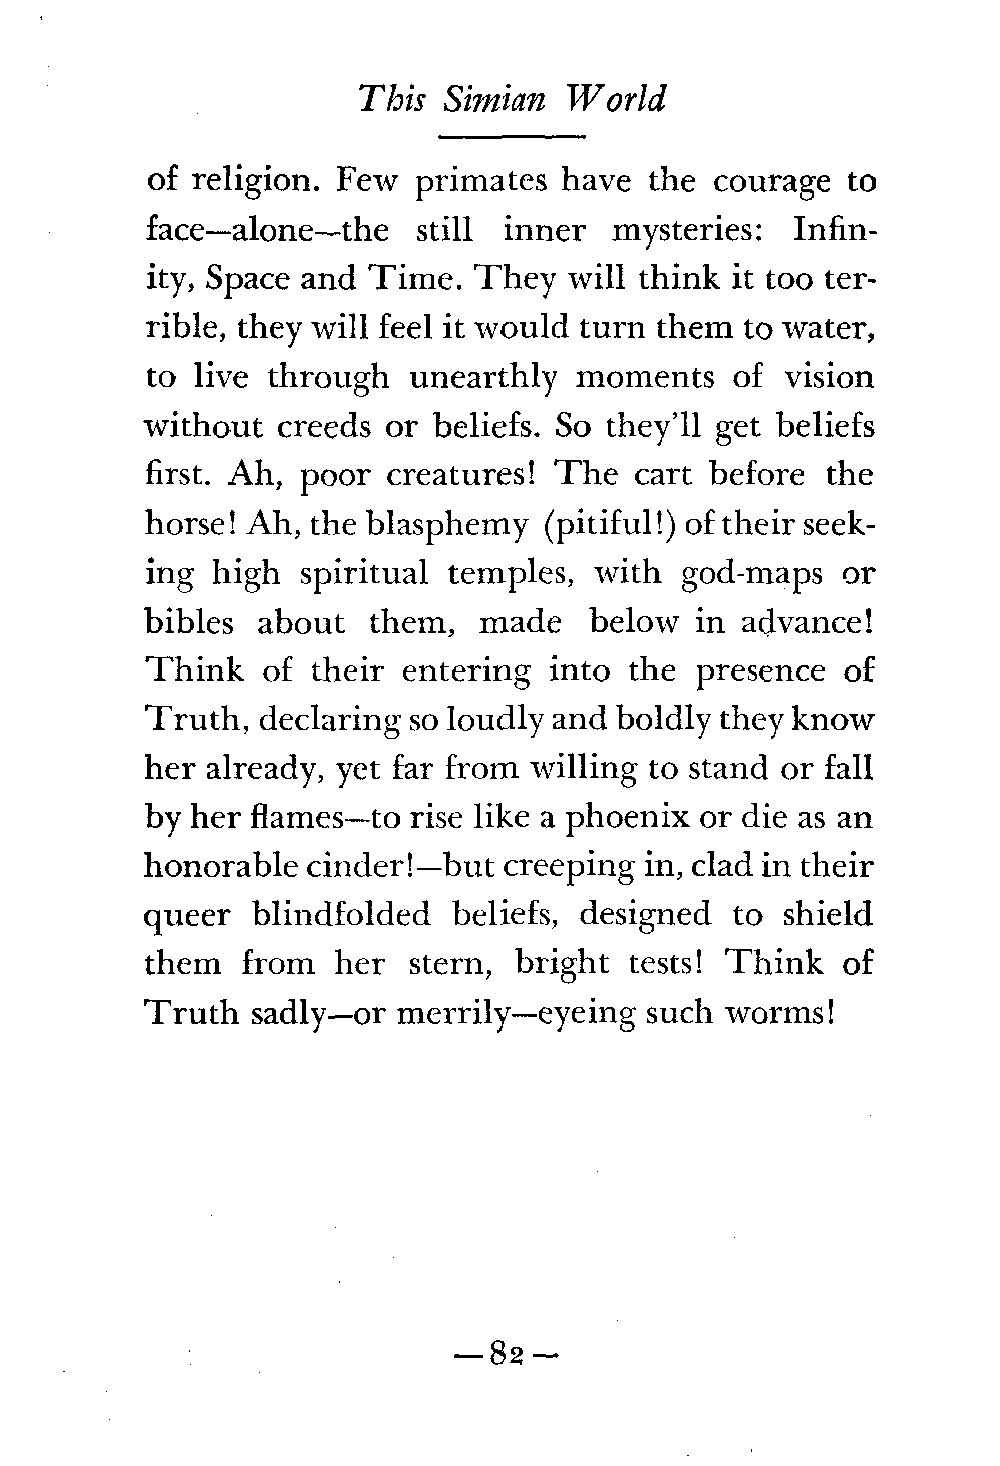 This Simian World
of religion. Few primates have the courage to
face—alone—the still inner mysteries: Infin-
ity, Space and Time. They will think it too ter-
rible, they will feel it would turn them to water,
to live through unearthly moments of vision
without creeds or beliefs. So they'll get beliefs
first. Ah, poor creatures! The cart before the
horse! Ah, the blasphemy (pitiful!) of their seek-
ing high spiritual temples, with god-maps or
bibles about them, made below in advance!
Think of their entering into the presence of
Truth, declaring so loudly and boldly they know
her already, yet far from willing to stand or fall
by her flames—to rise like a phoenix or die as an
honorable cinder!—but creeping in, clad in their
queer blindfolded beliefs, designed to shield
them from her stern, bright tests! Think of
Truth sadly—or merrily—eyeing such worms!
—82—